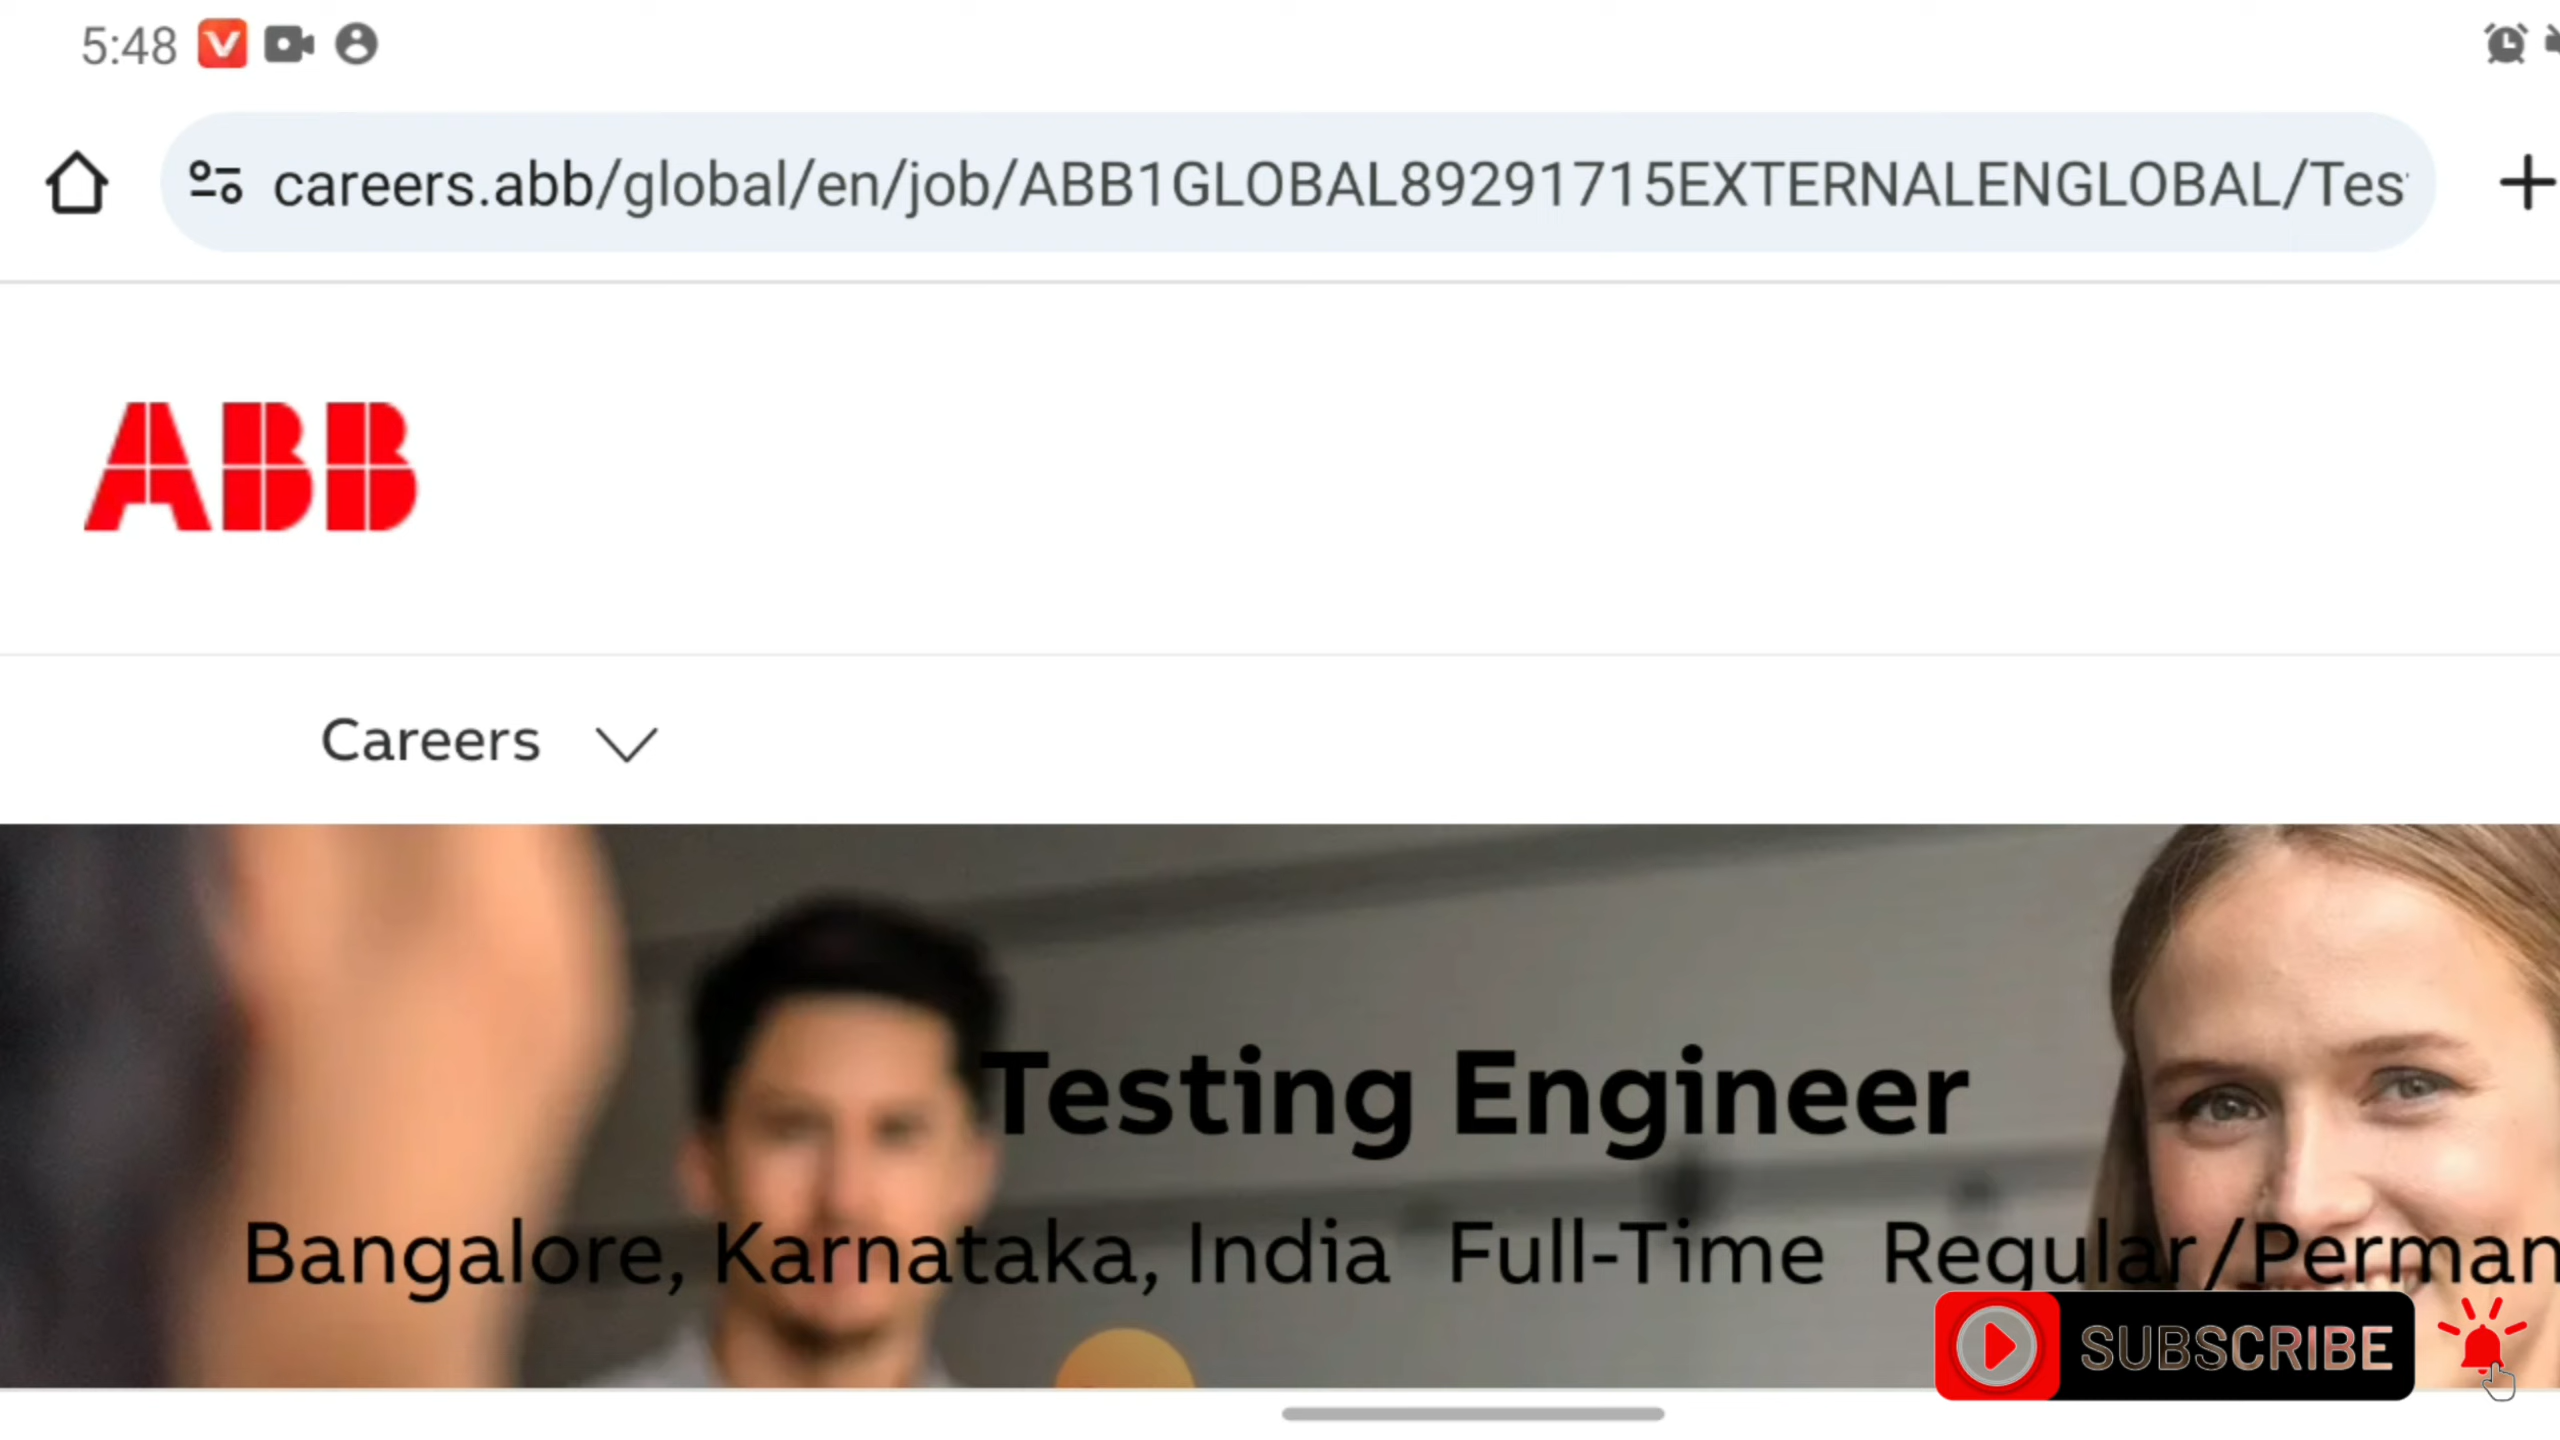 5:48
careers.abb/global/en/job/ABB1GLOBAL89291715EXTERNALENGLOBAL/Tes
ABB
Careers
Testing Engineer
Bangalore, Karnataka, India Full-Time Regular/Perman
SUBSCRIBE